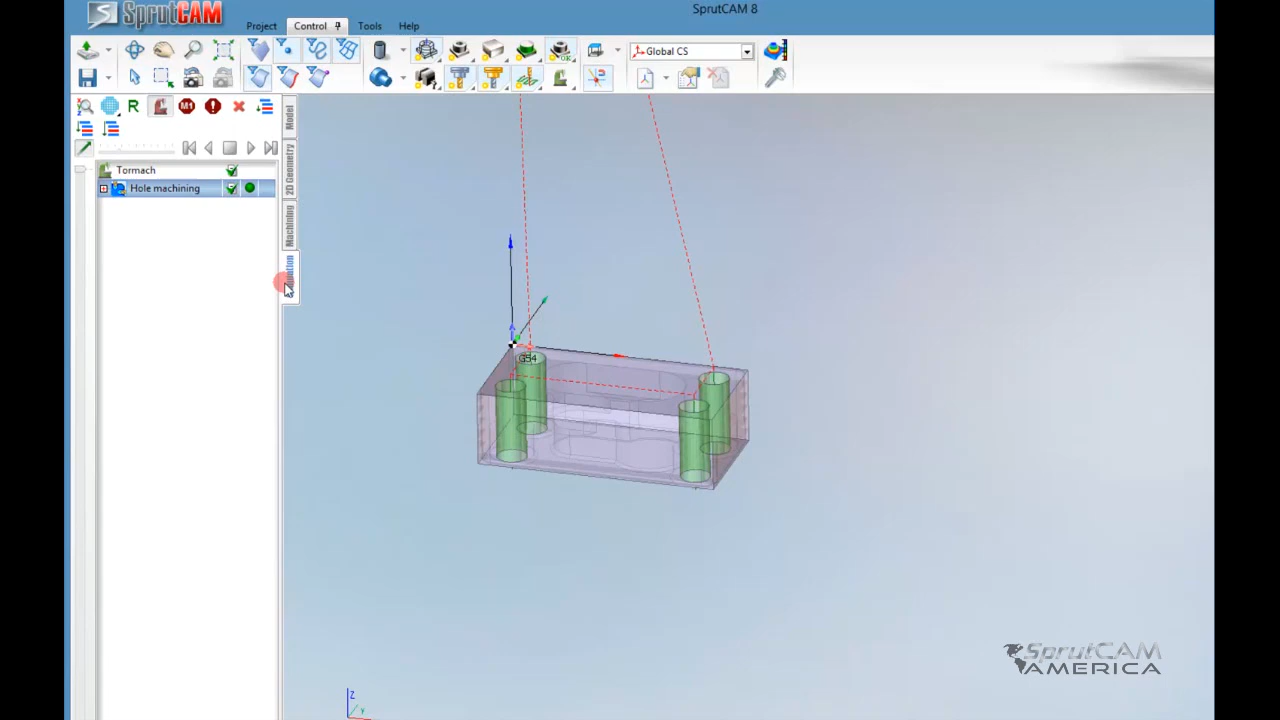 SprutCAM
SprutCAM 8
Project
Control
Tools
Help
Global CS
R
M1
Model
2D Geometry
Machining
Tormach
Hole machining
G54
Z
Y
SprutCAM
AMERICA